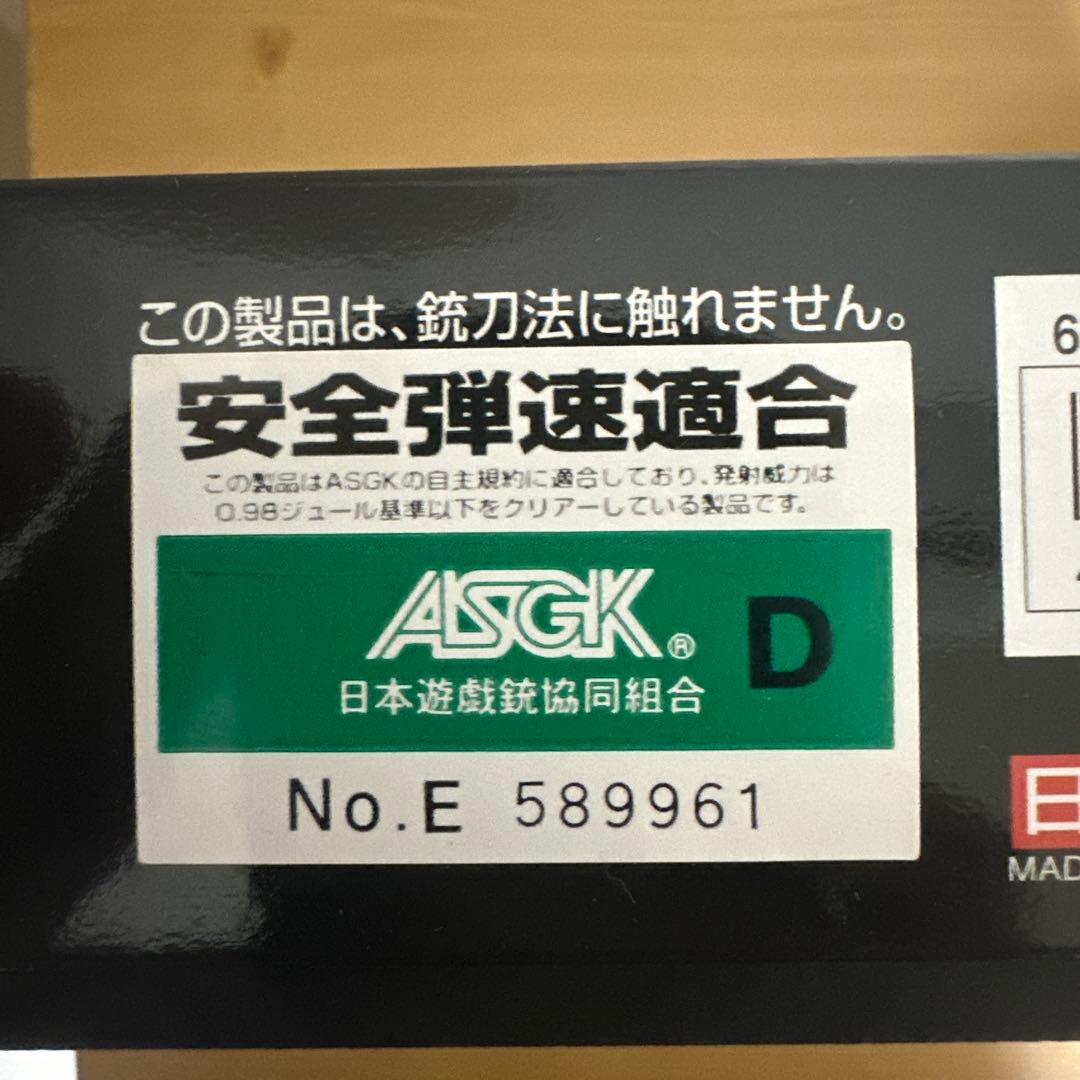 この製品は、銃刀法に触れません。
安全弾速適合
この製品はASGKの自主規約に適合しており、発射威力は
0.98ジュール基準以下をクリアーしている製品です。
ASGK®
D
日本遊戯銃協同組合
No.E 589961
6
日
MAD